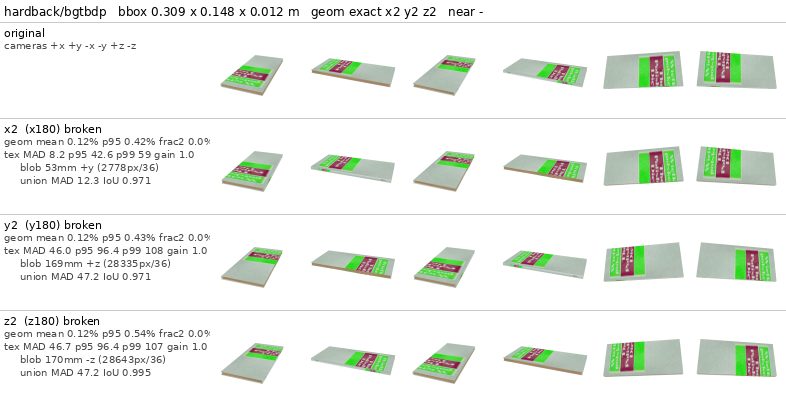 hardback/bgtbdp bbox 0.309 x 0.148 x 0.012 m geom exact x2 y2 z2 near -
original
cameras +x +y -x -y +z -z
x2 (x180) broken
geom mean 0.12% p95 0.42% frac2 0.0%
tex MAD 8.2 p95 42.6 p99 59 gain 1.0
blob 53mm +y (2778px/36)
union MAD 12.3 IoU 0.971
y2 (y180) broken
geom mean 0.12% p95 0.43% frac2 0.0%
tex MAD 46.0 p95 96.4 p99 108 gain 1.0
blob 169mm +z (28335px/36)
union MAD 47.2 IoU 0.971
z2 (z180) broken
geom mean 0.12% p95 0.54% frac2 0.0%
tex MAD 46.7 p95 96.4 p99 107 gain 1.0
blob 170mm -z (28643px/36)
union MAD 47.2 IoU 0.995